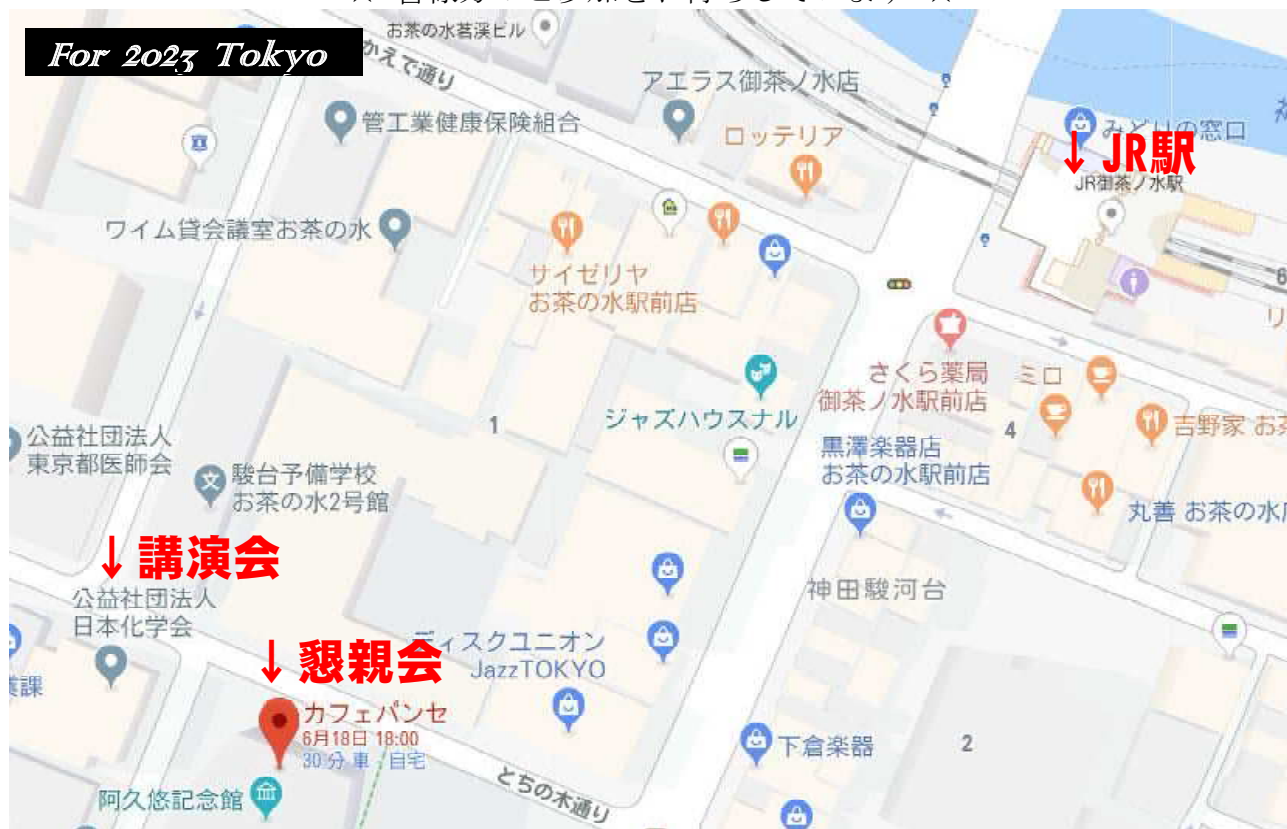 For 2023 Tokyo
お茶の水茗渓ビル
かえで通り
アエラス御茶ノ水店
管工業健康保険組合
ロッテリア
みどりの窓口
↓JR駅
JR御茶ノ水駅
ワイム貸会議室お茶の水
サイゼリヤ
お茶の水駅前店
6
リ
さくら薬局
御茶ノ水駅前店
ミロ
ジャズハウスナル
1
4
吉野家 お茶
公益社団法人
東京都医師会
黒澤楽器店
お茶の水駅前店
駿台予備学校
お茶の水2号館
丸善 お茶の水
↓講演会
公益社団法人
日本化学会
神田駿河台
↓懇親会
ディスクユニオン
JazzTOKYO
業課
カフェパンセ
6月18日 18:00
30 分 車 / 自宅
下倉楽器
2
とちの木通り
阿久悠記念館